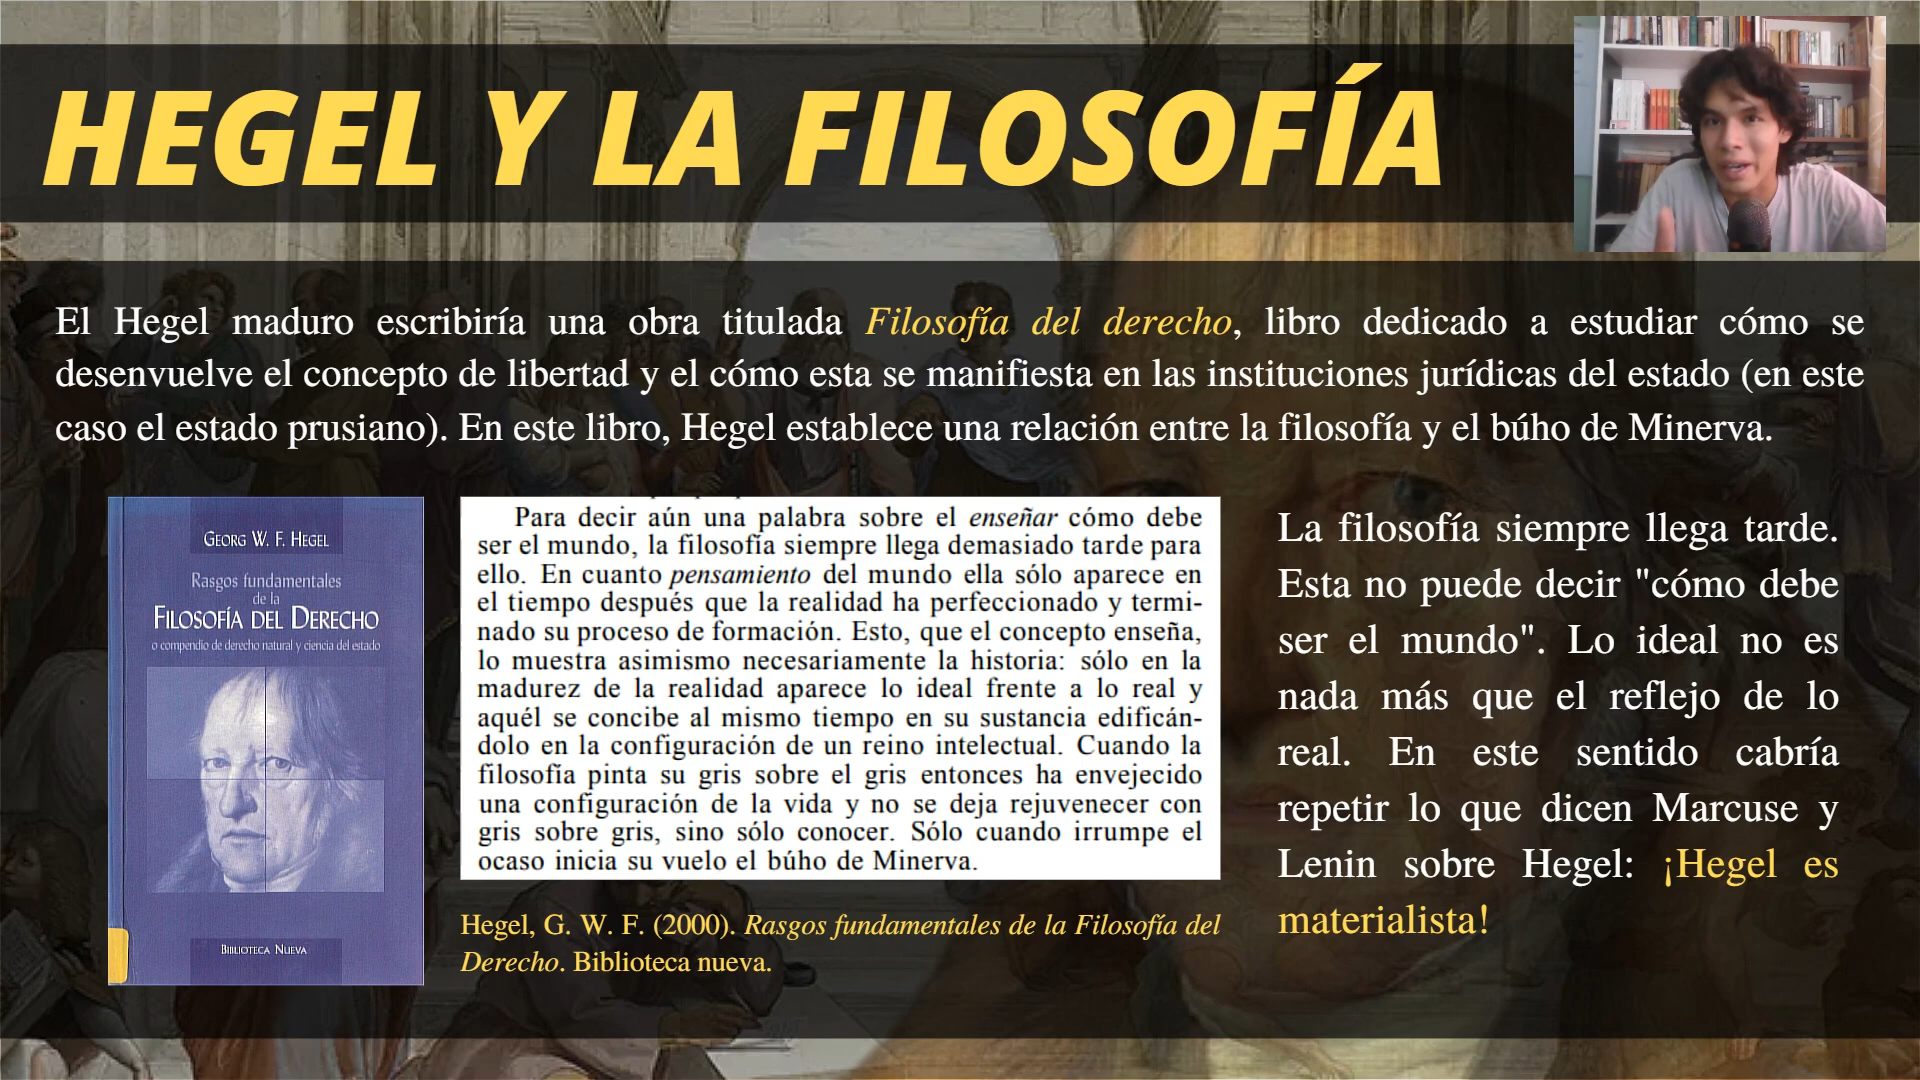 HEGEL Y LA FILOSOFÍA
El Hegel maduro escribiría una obra titulada Filosofía del derecho, libro dedicado a estudiar cómo se
desenvuelve el concepto de libertad y el cómo esta se manifiesta en las instituciones jurídicas del estado (en este
caso el estado prusiano). En este libro, Hegel establece una relación entre la filosofía y el búho de Minerva.
GEORG W. F. HEGEL
Rasgos fundamentales
de la
FILOSOFÍA DEL DERECHO
o compendio de derecho natural y ciencia del estado
BIBLIOTECA NUEVA
Para decir aún una palabra sobre el enseñar cómo debe
ser el mundo, la filosofía siempre llega demasiado tarde para
ello. En cuanto pensamiento del mundo ella sólo aparece en
el tiempo después que la realidad ha perfeccionado y termi-
nado su proceso de formación. Esto, que el concepto enseña,
lo muestra asimismo necesariamente la historia: sólo en la
madurez de la realidad aparece lo ideal frente a lo real y
aquél se concibe al mismo tiempo en su sustancia edificán-
dolo en la configuración de un reino intelectual. Cuando la
filosofía pinta su gris sobre el gris entonces ha envejecido
una configuración de la vida y no se deja rejuvenecer con
gris sobre gris, sino sólo conocer. Sólo cuando irrumpe el
ocaso inicia su vuelo el búho de Minerva.
Hegel, G. W. F. (2000). Rasgos fundamentales de la Filosofía del
Derecho. Biblioteca nueva.
La filosofía siempre llega tarde.
Esta no puede decir "cómo debe
ser el mundo". Lo ideal no es
nada más que el reflejo de lo
real. En este sentido cabría
repetir lo que dicen Marcuse y
Lenin sobre Hegel: ¡Hegel es
materialista!